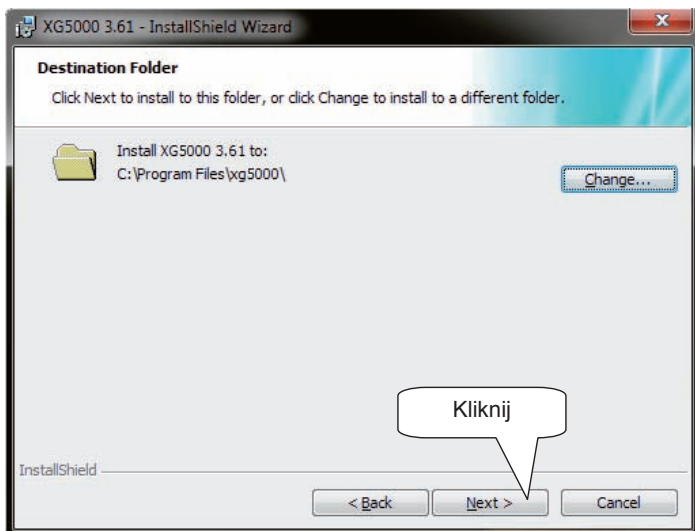 XG5000 3.61 - InstallShield Wizard
Destination Folder
Click Next to install to this folder, or click Change to install to a different folder.
Install XG5000 3.61 to:
C:\Program Files\xg5000\
Change...
Kliknij
InstallShield
< Back
Next >
Cancel